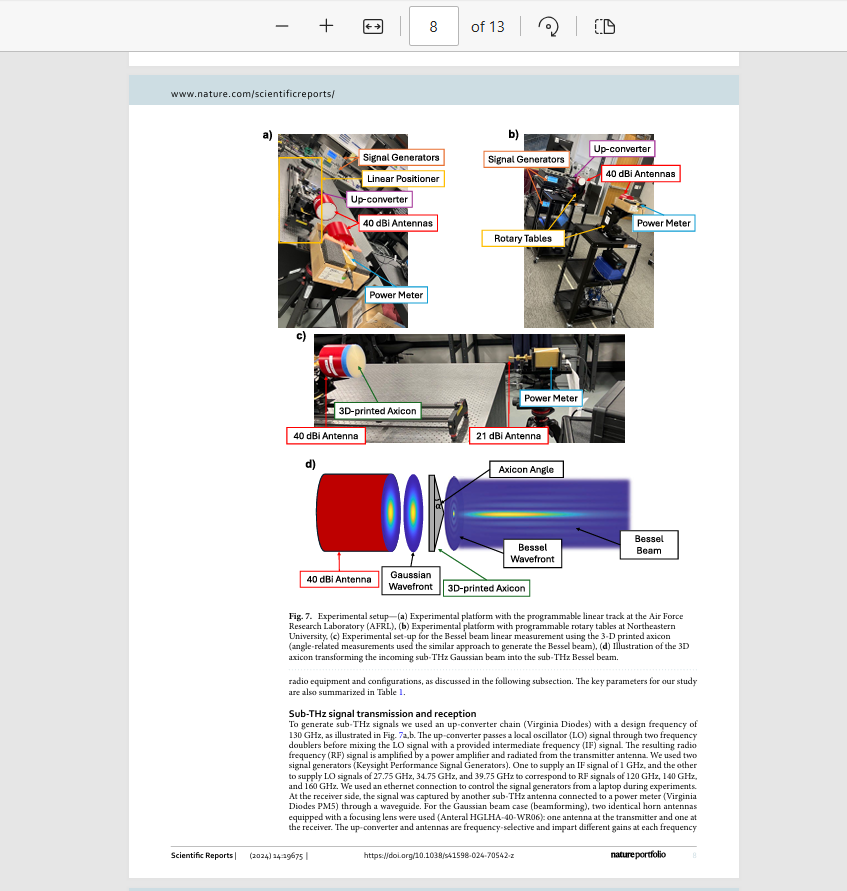 8
of 13
www.nature.com/scientificreports/
a)
Signal Generators
Linear Positioner
Up-converter
40 dBi Antennas
Power Meter
b)
Signal Generators
Up-converter
40 dBi Antennas
Power Meter
Rotary Tables
c)
3D-printed Axicon
Power Meter
40 dBi Antenna
21 dBi Antenna
d)
Axicon Angle
α
Bessel
Beam
Bessel
Wavefront
40 dBi Antenna
Gaussian
Wavefront
3D-printed Axicon
Fig. 7. Experimental setup—(a) Experimental platform with the programmable linear track at the Air Force
Research Laboratory (AFRL), (b) Experimental platform with programmable rotary tables at Northeastern
University, (c) Experimental set-up for the Bessel beam linear measurement using the 3-D printed axicon
(angle-related measurements used the similar approach to generate the Bessel beam), (d) Illustration of the 3D
axicon transforming the incoming sub-THz Gaussian beam into the sub-THz Bessel beam.
radio equipment and configurations, as discussed in the following subsection. The key parameters for our study
are also summarized in Table 1.
Sub-THz signal transmission and reception
To generate sub-THz signals we used an up-converter chain (Virginia Diodes) with a design frequency of
130 GHz, as illustrated in Fig. 7a,b. The up-converter passes a local oscillator (LO) signal through two frequency
doublers before mixing the LO signal with a provided intermediate frequency (IF) signal. The resulting radio
frequency (RF) signal is amplified by a power amplifier and radiated from the transmitter antenna. We used two
signal generators (Keysight Performance Signal Generators). One to supply an IF signal of 1 GHz, and the other
to supply LO signals of 27.75 GHz, 34.75 GHz, and 39.75 GHz to correspond to RF signals of 120 GHz, 140 GHz,
and 160 GHz. We used an ethernet connection to control the signal generators from a laptop during experiments.
At the receiver side, the signal was captured by another sub-THz antenna connected to a power meter (Virginia
Diodes PM5) through a waveguide. For the Gaussian beam case (beamforming), two identical horn antennas
equipped with a focusing lens were used (Anteral HGLHA-40-WR06): one antenna at the transmitter and one at
the receiver. The up-converter and antennas are frequency-selective and impart different gains at each frequency
Scientific Reports | (2024) 14:19675 | https://doi.org/10.1038/s41598-024-70542-z natureportfolio 8